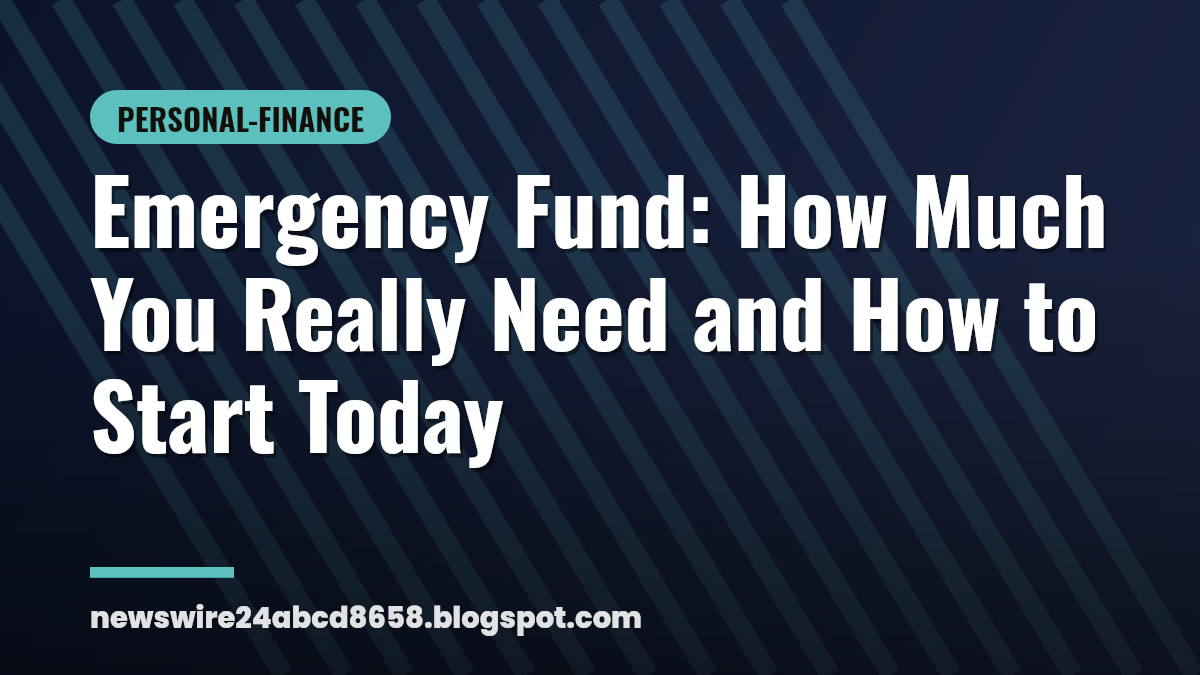 PERSONAL-FINANCE
Emergency Fund: How Much
You Really Need and How to
Start Today
newswire24abcd8658.blogspot.com